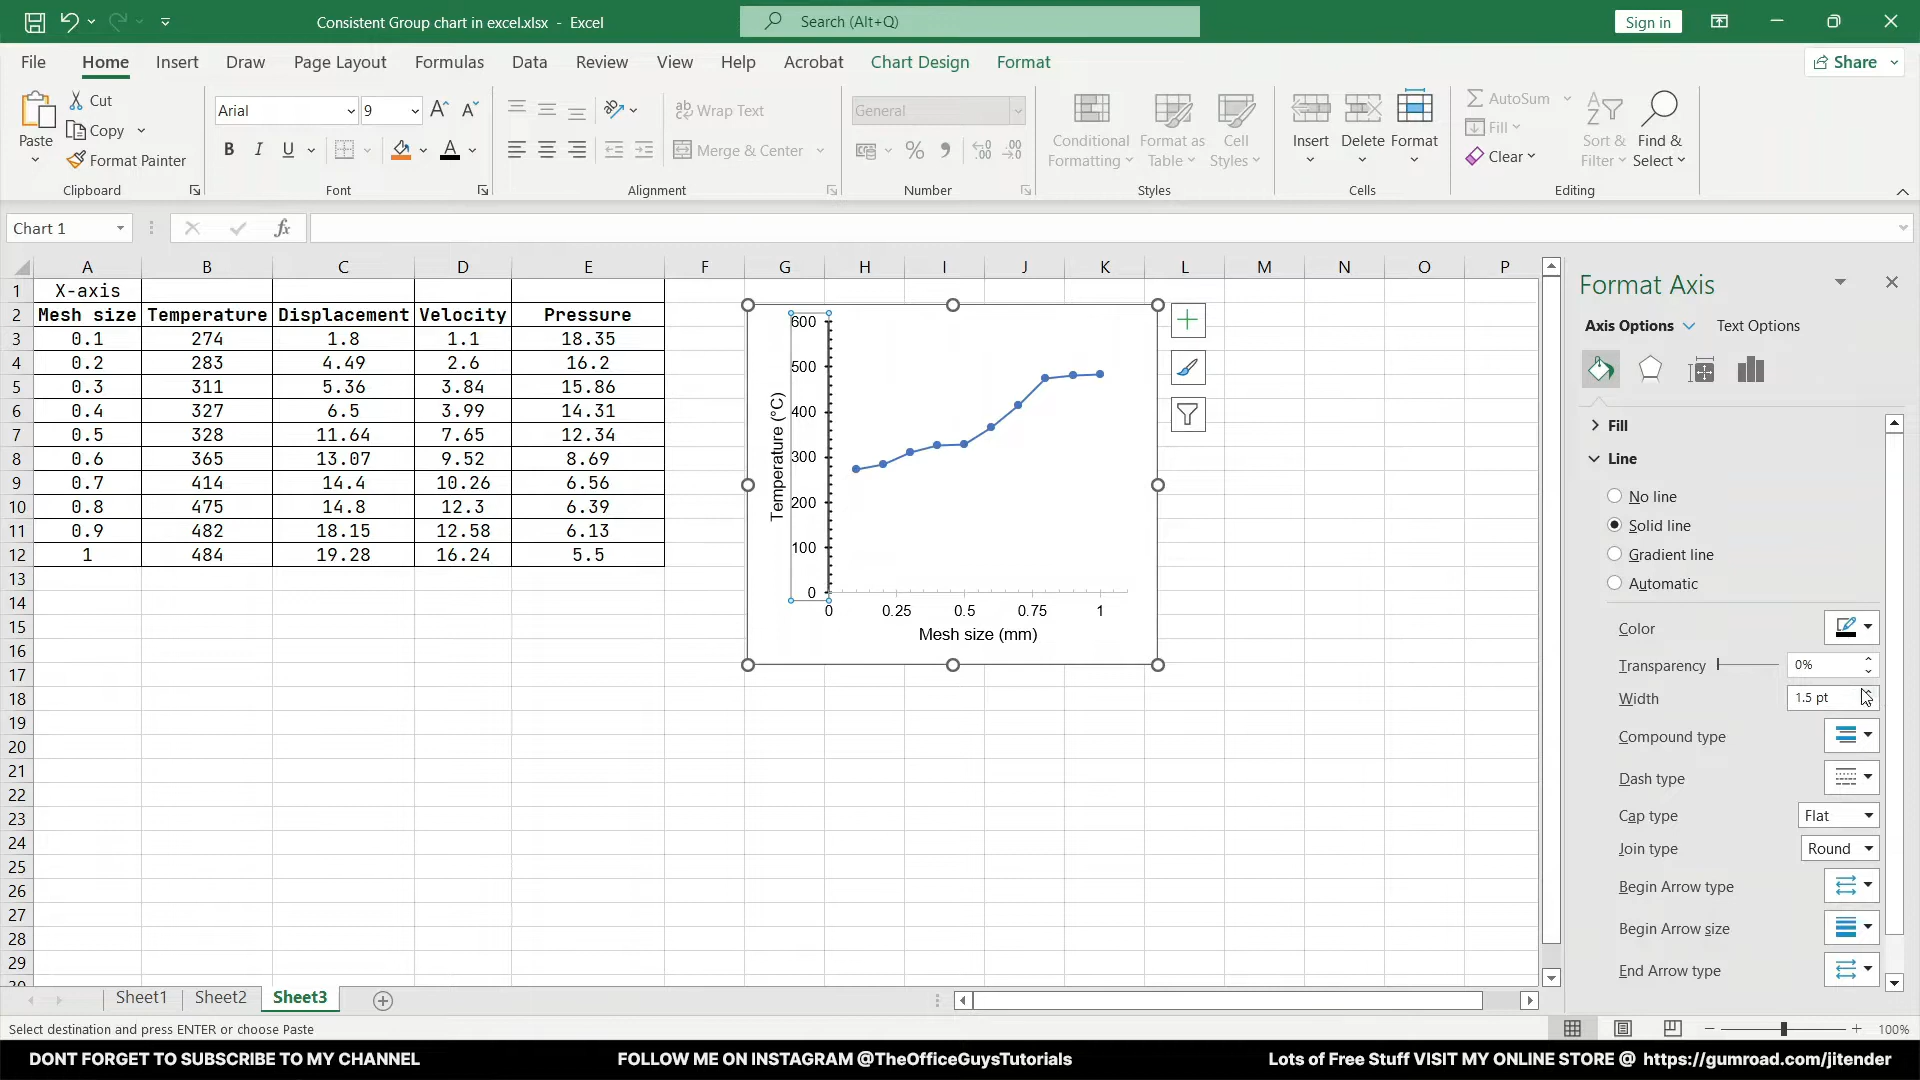 Consistent Group chart in excel.xlsx - Excel
Search (Alt+Q)
Sign in
File Home Insert Draw Page Layout Formulas Data Review View Help Acrobat Chart Design Format
Share
Paste
Cut
Copy
Format Painter
Clipboard
Arial 9
B I U
Font
Wrap Text
Merge & Center
Alignment
General
Number
Conditional Formatting
Format as Table
Cell Styles
Styles
Insert Delete Format
Cells
AutoSum
Fill
Clear
Sort & Filter
Find & Select
Editing
Chart 1
fx
A B C D E F G H I J K L M N O P
1 X-axis
2 Mesh size Temperature Displacement Velocity Pressure
3 0.1 274 1.8 1.1 18.35
4 0.2 283 4.49 2.6 16.2
5 0.3 311 5.36 3.84 15.86
6 0.4 327 6.5 3.99 14.31
7 0.5 328 11.64 7.65 12.34
8 0.6 365 13.07 9.52 8.69
9 0.7 414 14.4 10.26 6.56
10 0.8 475 14.8 12.3 6.39
11 0.9 482 18.15 12.58 6.13
12 1 484 19.28 16.24 5.5
13
14
15
16
17
18
19
20
21
22
23
24
25
26
27
28
29
Temperature (°C)
600
500
400
300
200
100
0
0 0.25 0.5 0.75 1
Mesh size (mm)
Format Axis
Axis Options Text Options
Fill
Line
No line
Solid line
Gradient line
Automatic
Color
Transparency 0%
Width 1.5 pt
Compound type
Dash type
Cap type Flat
Join type Round
Begin Arrow type
Begin Arrow size
End Arrow type
Sheet1 Sheet2 Sheet3
Select destination and press ENTER or choose Paste
100%
DONT FORGET TO SUBSCRIBE TO MY CHANNEL
FOLLOW ME ON INSTAGRAM @TheOfficeGuysTutorials
Lots of Free Stuff VISIT MY ONLINE STORE @ https://gumroad.com/jitender